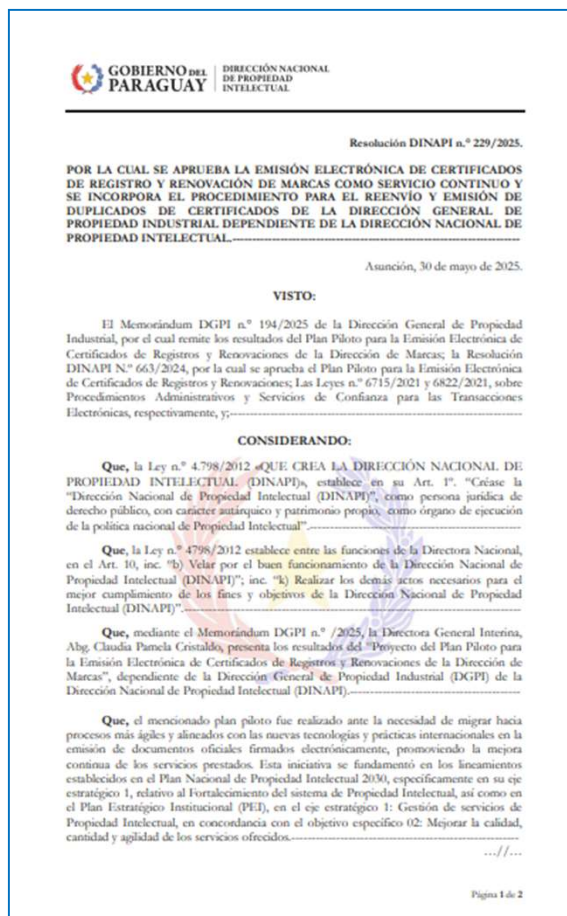 GOBIERNO DEL
PARAGUAY
DIRECCIÓN NACIONAL
DE PROPIEDAD
INTELECTUAL
Resolución DINAPI n.° 229/2025.
POR LA CUAL SE APRUEBA LA EMISIÓN ELECTRÓNICA DE CERTIFICADOS
DE REGISTRO Y RENOVACIÓN DE MARCAS COMO SERVICIO CONTINUO Y
SE INCORPORA EL PROCEDIMIENTO PARA EL REENVÍO Y EMISIÓN DE
DUPLICADOS DE CERTIFICADOS DE LA DIRECCIÓN GENERAL DE
PROPIEDAD INDUSTRIAL DEPENDIENTE DE LA DIRECCIÓN NACIONAL DE
PROPIEDAD INTELECTUAL.----------------------------------------------------------------
Asunción, 30 de mayo de 2025.
VISTO:
El Memorándum DGPI n.° 194/2025 de la Dirección General de Propiedad
Industrial, por el cual remite los resultados del Plan Piloto para la Emisión Electrónica de
Certificados de Registros y Renovaciones de la Dirección de Marcas; la Resolución
DINAPI N.° 663/2024, por la cual se aprueba el Plan Piloto para la Emisión Electrónica
de Certificados de Registros y Renovaciones; Las Leyes n.° 6715/2021 y 6822/2021, sobre
Procedimientos Administrativos y Servicios de Confianza para las Transacciones
Electrónicas, respectivamente, y;----------------------------------------------------------------
CONSIDERANDO:
Que, la Ley n.° 4.798/2012 «QUE CREA LA DIRECCIÓN NACIONAL DE
PROPIEDAD INTELECTUAL (DINAPI)», establece en su Art. 1°. "Créase la
"Dirección Nacional de Propiedad Intelectual (DINAPI)", como persona jurídica de
derecho público, con carácter autárquico y patrimonio propio, como órgano de ejecución
de la política nacional de Propiedad Intelectual".----------------------------------------------
Que, la Ley n.° 4798/2012 establece entre las funciones de la Directora Nacional,
en el Art. 10, inc. "b) Velar por el buen funcionamiento de la Dirección Nacional de
Propiedad Intelectual (DINAPI)"; inc. "k) Realizar los demás actos necesarios para el
mejor cumplimiento de los fines y objetivos de la Dirección Nacional de Propiedad
Intelectual (DINAPI)".--------------------------------------------------------------------------
Que, mediante el Memorándum DGPI n.° /2025, la Directora General Interina,
Abg. Claudia Pamela Cristaldo, presenta los resultados del "Proyecto del Plan Piloto para
la Emisión Electrónica de Certificados de Registros y Renovaciones de la Dirección de
Marcas", dependiente de la Dirección General de Propiedad Industrial (DGPI) de la
Dirección Nacional de Propiedad Intelectual (DINAPI).--------------------------------------
Que, el mencionado plan piloto fue realizado ante la necesidad de migrar hacia
procesos más ágiles y alineados con las nuevas tecnologías y prácticas internacionales en la
emisión de documentos oficiales firmados electrónicamente, promoviendo la mejora
continua de los servicios prestados. Esta iniciativa se fundamentó en los lineamientos
establecidos en el Plan Nacional de Propiedad Intelectual 2030, específicamente en su eje
estratégico 1, relativo al Fortalecimiento del sistema de Propiedad Intelectual, así como en
el Plan Estratégico Institucional (PEI), en el eje estratégico 1: Gestión de servicios de
Propiedad Intelectual, en concordancia con el objetivo específico 02: Mejorar la calidad,
cantidad y agilidad de los servicios ofrecidos.--------------------------------------------------
…//…
Página 1 de 2